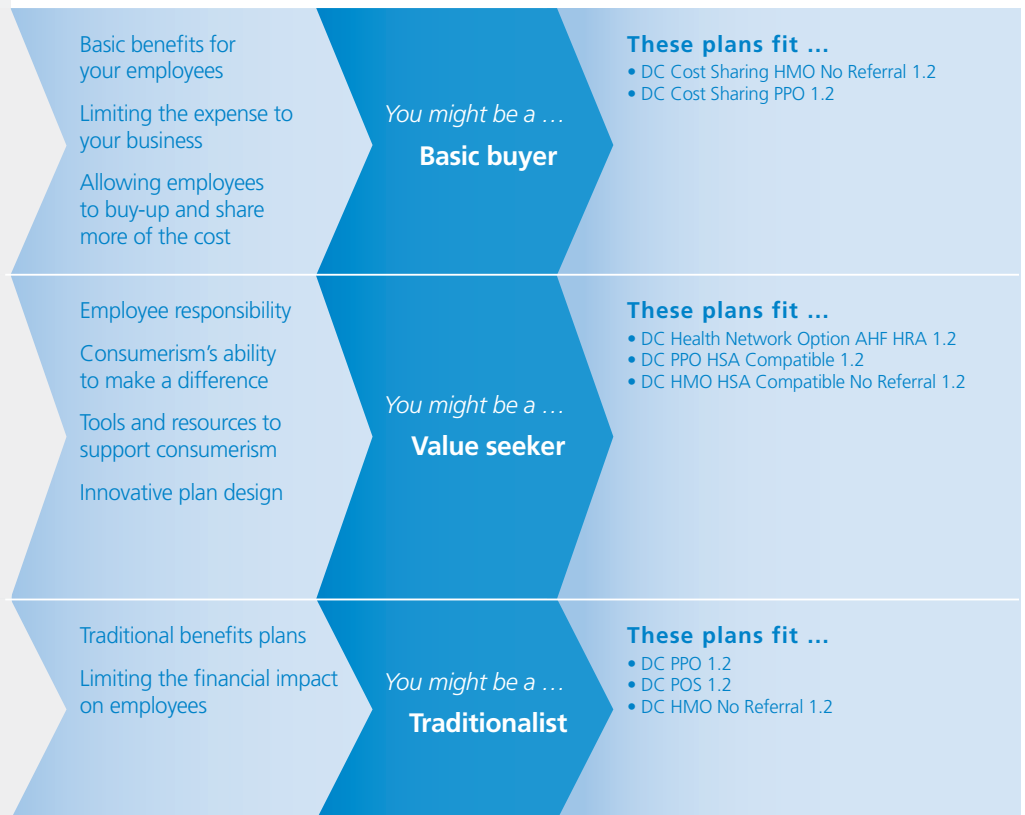 Basic benefits for
your employees
Limiting the expense to
your business
Allowing employees
to buy-up and share
more of the cost
You might be a …
Basic buyer
These plans fit …
• DC Cost Sharing HMO No Referral 1.2
• DC Cost Sharing PPO 1.2
Employee responsibility
Consumerism's ability
to make a difference
Tools and resources to
support consumerism
Innovative plan design
You might be a …
Value seeker
These plans fit …
• DC Health Network Option AHF HRA 1.2
• DC PPO HSA Compatible 1.2
• DC HMO HSA Compatible No Referral 1.2
Traditional benefits plans
Limiting the financial impact
on employees
You might be a …
Traditionalist
These plans fit …
• DC PPO 1.2
• DC POS 1.2
• DC HMO No Referral 1.2